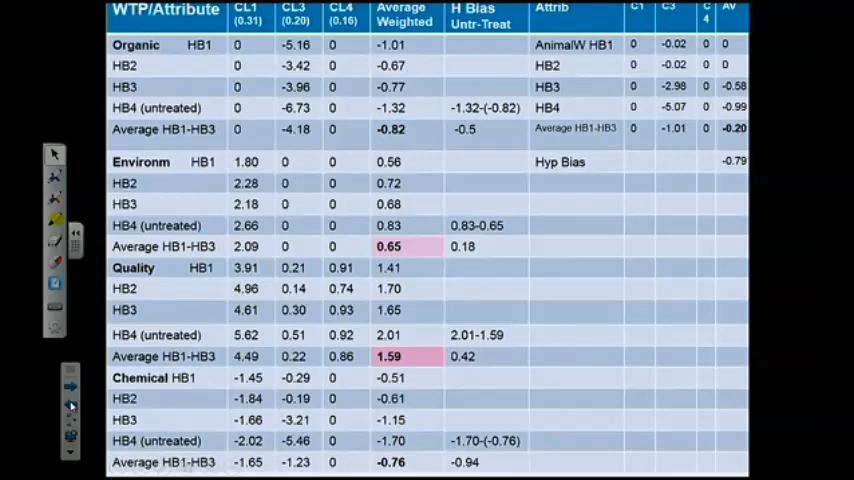 WTP/Attribute CL1 (0.31) CL3 (0.20) CL4 (0.16) Average Weighted H Bias Untr-Treat Attrib C1 C3 C4 AV
Organic HB1 0 -5.16 0 -1.01 AnimalW HB1 0 -0.02 0 0
HB2 0 -3.42 0 -0.67 HB2 0 -0.02 0 0
HB3 0 -3.96 0 -0.77 HB3 0 -2.98 0 -0.58
HB4 (untreated) 0 -6.73 0 -1.32 -1.32-(-0.82) HB4 0 -5.07 0 -0.99
Average HB1-HB3 0 -4.18 0 -0.82 -0.5 Average HB1-HB3 0 -1.01 0 -0.20
Environm HB1 1.80 0 0 0.56 Hyp Bias -0.79
HB2 2.28 0 0 0.72
HB3 2.18 0 0 0.68
HB4 (untreated) 2.66 0 0 0.83 0.83-0.65
Average HB1-HB3 2.09 0 0 0.65 0.18
Quality HB1 3.91 0.21 0.91 1.41
HB2 4.96 0.14 0.74 1.70
HB3 4.61 0.30 0.93 1.65
HB4 (untreated) 5.62 0.51 0.92 2.01 2.01-1.59
Average HB1-HB3 4.49 0.22 0.86 1.59 0.42
Chemical HB1 -1.45 -0.29 0 -0.51
HB2 -1.84 -0.19 0 -0.61
HB3 -1.66 -3.21 0 -1.15
HB4 (untreated) -2.02 -5.46 0 -1.70 -1.70-(-0.76)
Average HB1-HB3 -1.65 -1.23 0 -0.76 -0.94